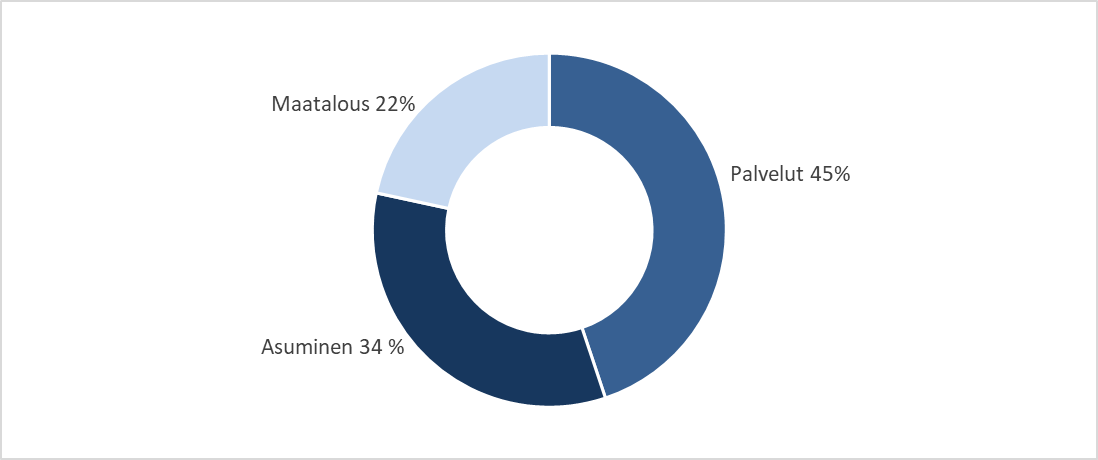 Maatalous 22%
Palvelut 45%
Asuminen 34 %